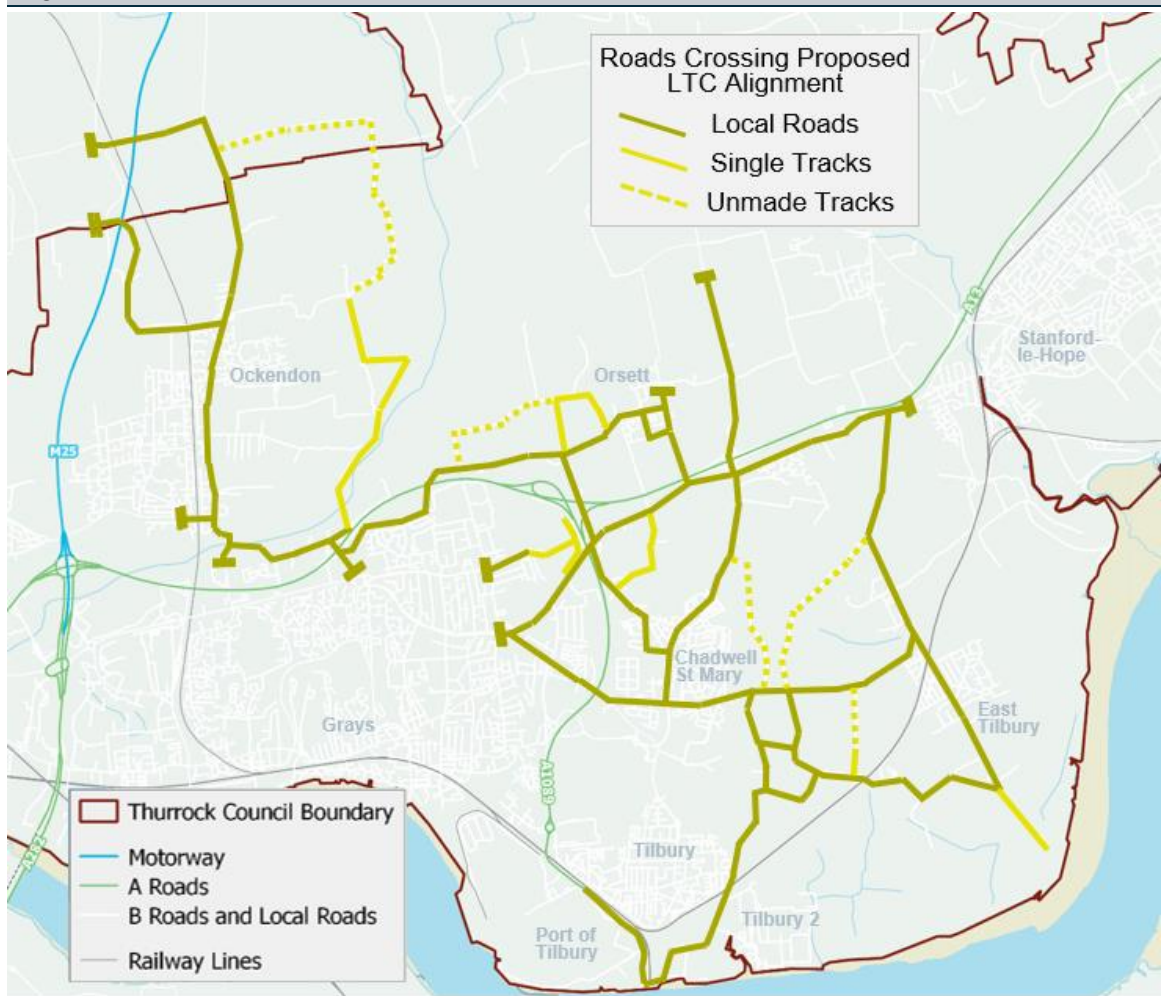 Roads Crossing Proposed
LTC Alignment
Local Roads
Single Tracks
Unmade Tracks
A13
Stanford-
le-Hope
Ockendon
Orsett
M25
Chadwell
St Mary
East
Tilbury
Grays
A1089
A282
Tilbury
Tilbury 2
Port of
Tilbury
Thurrock Council Boundary
Motorway
A Roads
B Roads and Local Roads
Railway Lines